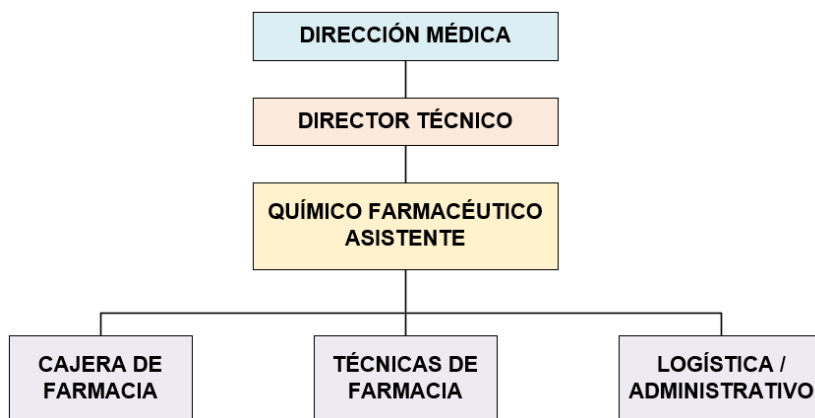 DIRECCIÓN MÉDICA
DIRECTOR TÉCNICO
QUÍMICO FARMACÉUTICO
ASISTENTE
CAJERA DE
FARMACIA
TÉCNICAS DE
FARMACIA
LOGÍSTICA /
ADMINISTRATIVO